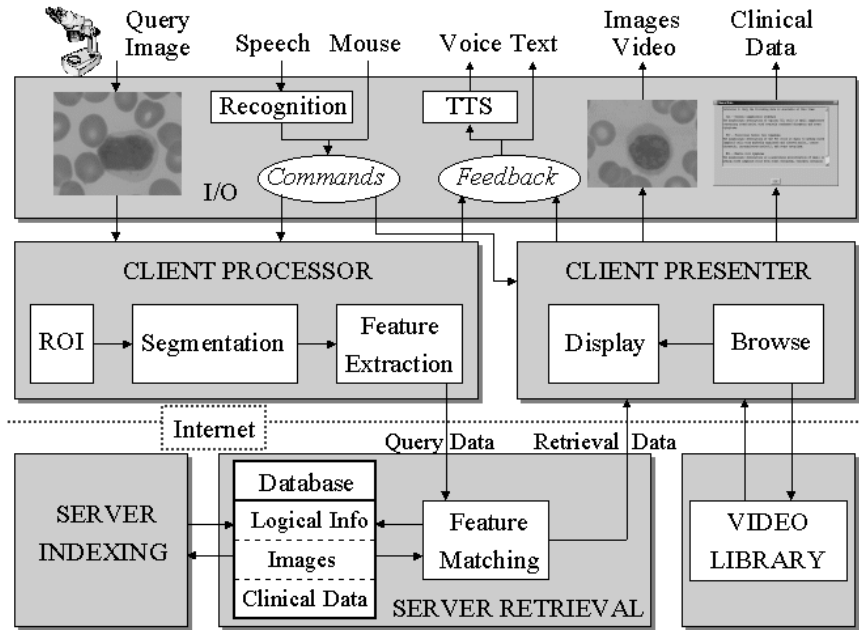 Query
Image
Speech
Mouse
Voice
Text
Images
Video
Clinical
Data
Recognition
TTS
Commands
Feedback
I/O
CLIENT PROCESSOR
ROI
Segmentation
Feature
Extraction
CLIENT PRESENTER
Display
Browse
Internet
Query Data
Retrieval Data
SERVER
INDEXING
Database
Logical Info
Images
Clinical Data
Feature
Matching
SERVER RETRIEVAL
VIDEO
LIBRARY